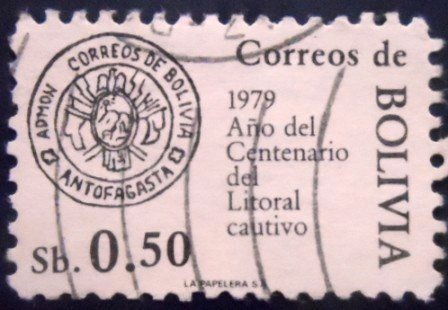 ADMON CORREOS DE BOLIVIA
ANTOFAGASTA
Correos de
BOLIVIA
1979
Año del
Centenario
del
Litoral
cautivo
Sb. 0.50
LA PAPELERA S.A.